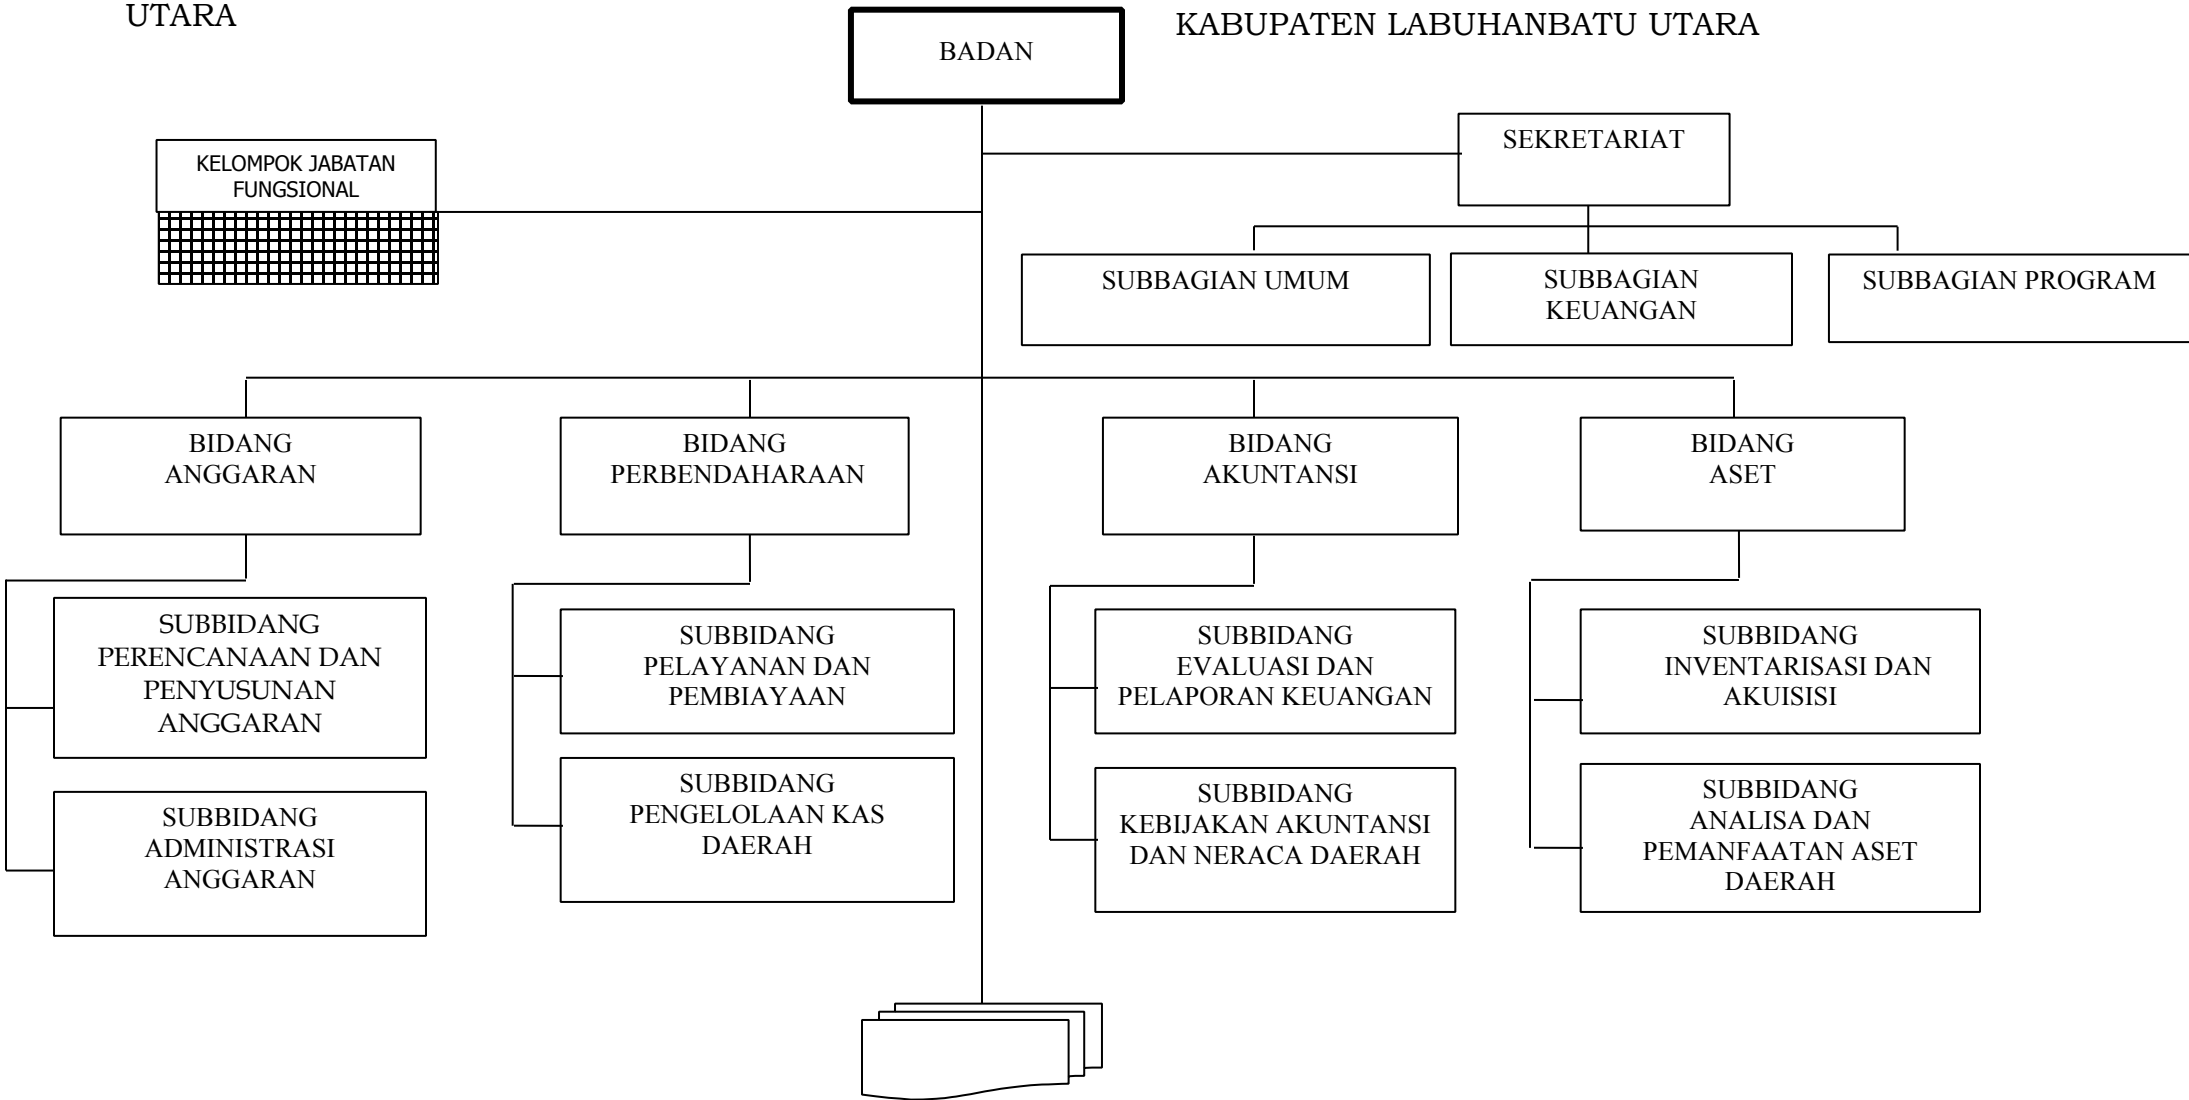 UTARA
KABUPATEN LABUHANBATU UTARA
BADAN
SEKRETARIAT
KELOMPOK JABATAN
FUNGSIONAL
SUBBAGIAN UMUM
SUBBAGIAN
KEUANGAN
SUBBAGIAN PROGRAM
BIDANG
ANGGARAN
BIDANG
PERBENDAHARAAN
BIDANG
AKUNTANSI
BIDANG
ASET
SUBBIDANG
PERENCANAAN DAN
PENYUSUNAN
ANGGARAN
SUBBIDANG
PELAYANAN DAN
PEMBIAYAAN
SUBBIDANG
EVALUASI DAN
PELAPORAN KEUANGAN
SUBBIDANG
INVENTARISASI DAN
AKUISISI
SUBBIDANG
ADMINISTRASI
ANGGARAN
SUBBIDANG
PENGELOLAAN KAS
DAERAH
SUBBIDANG
KEBIJAKAN AKUNTANSI
DAN NERACA DAERAH
SUBBIDANG
ANALISA DAN
PEMANFAATAN ASET
DAERAH